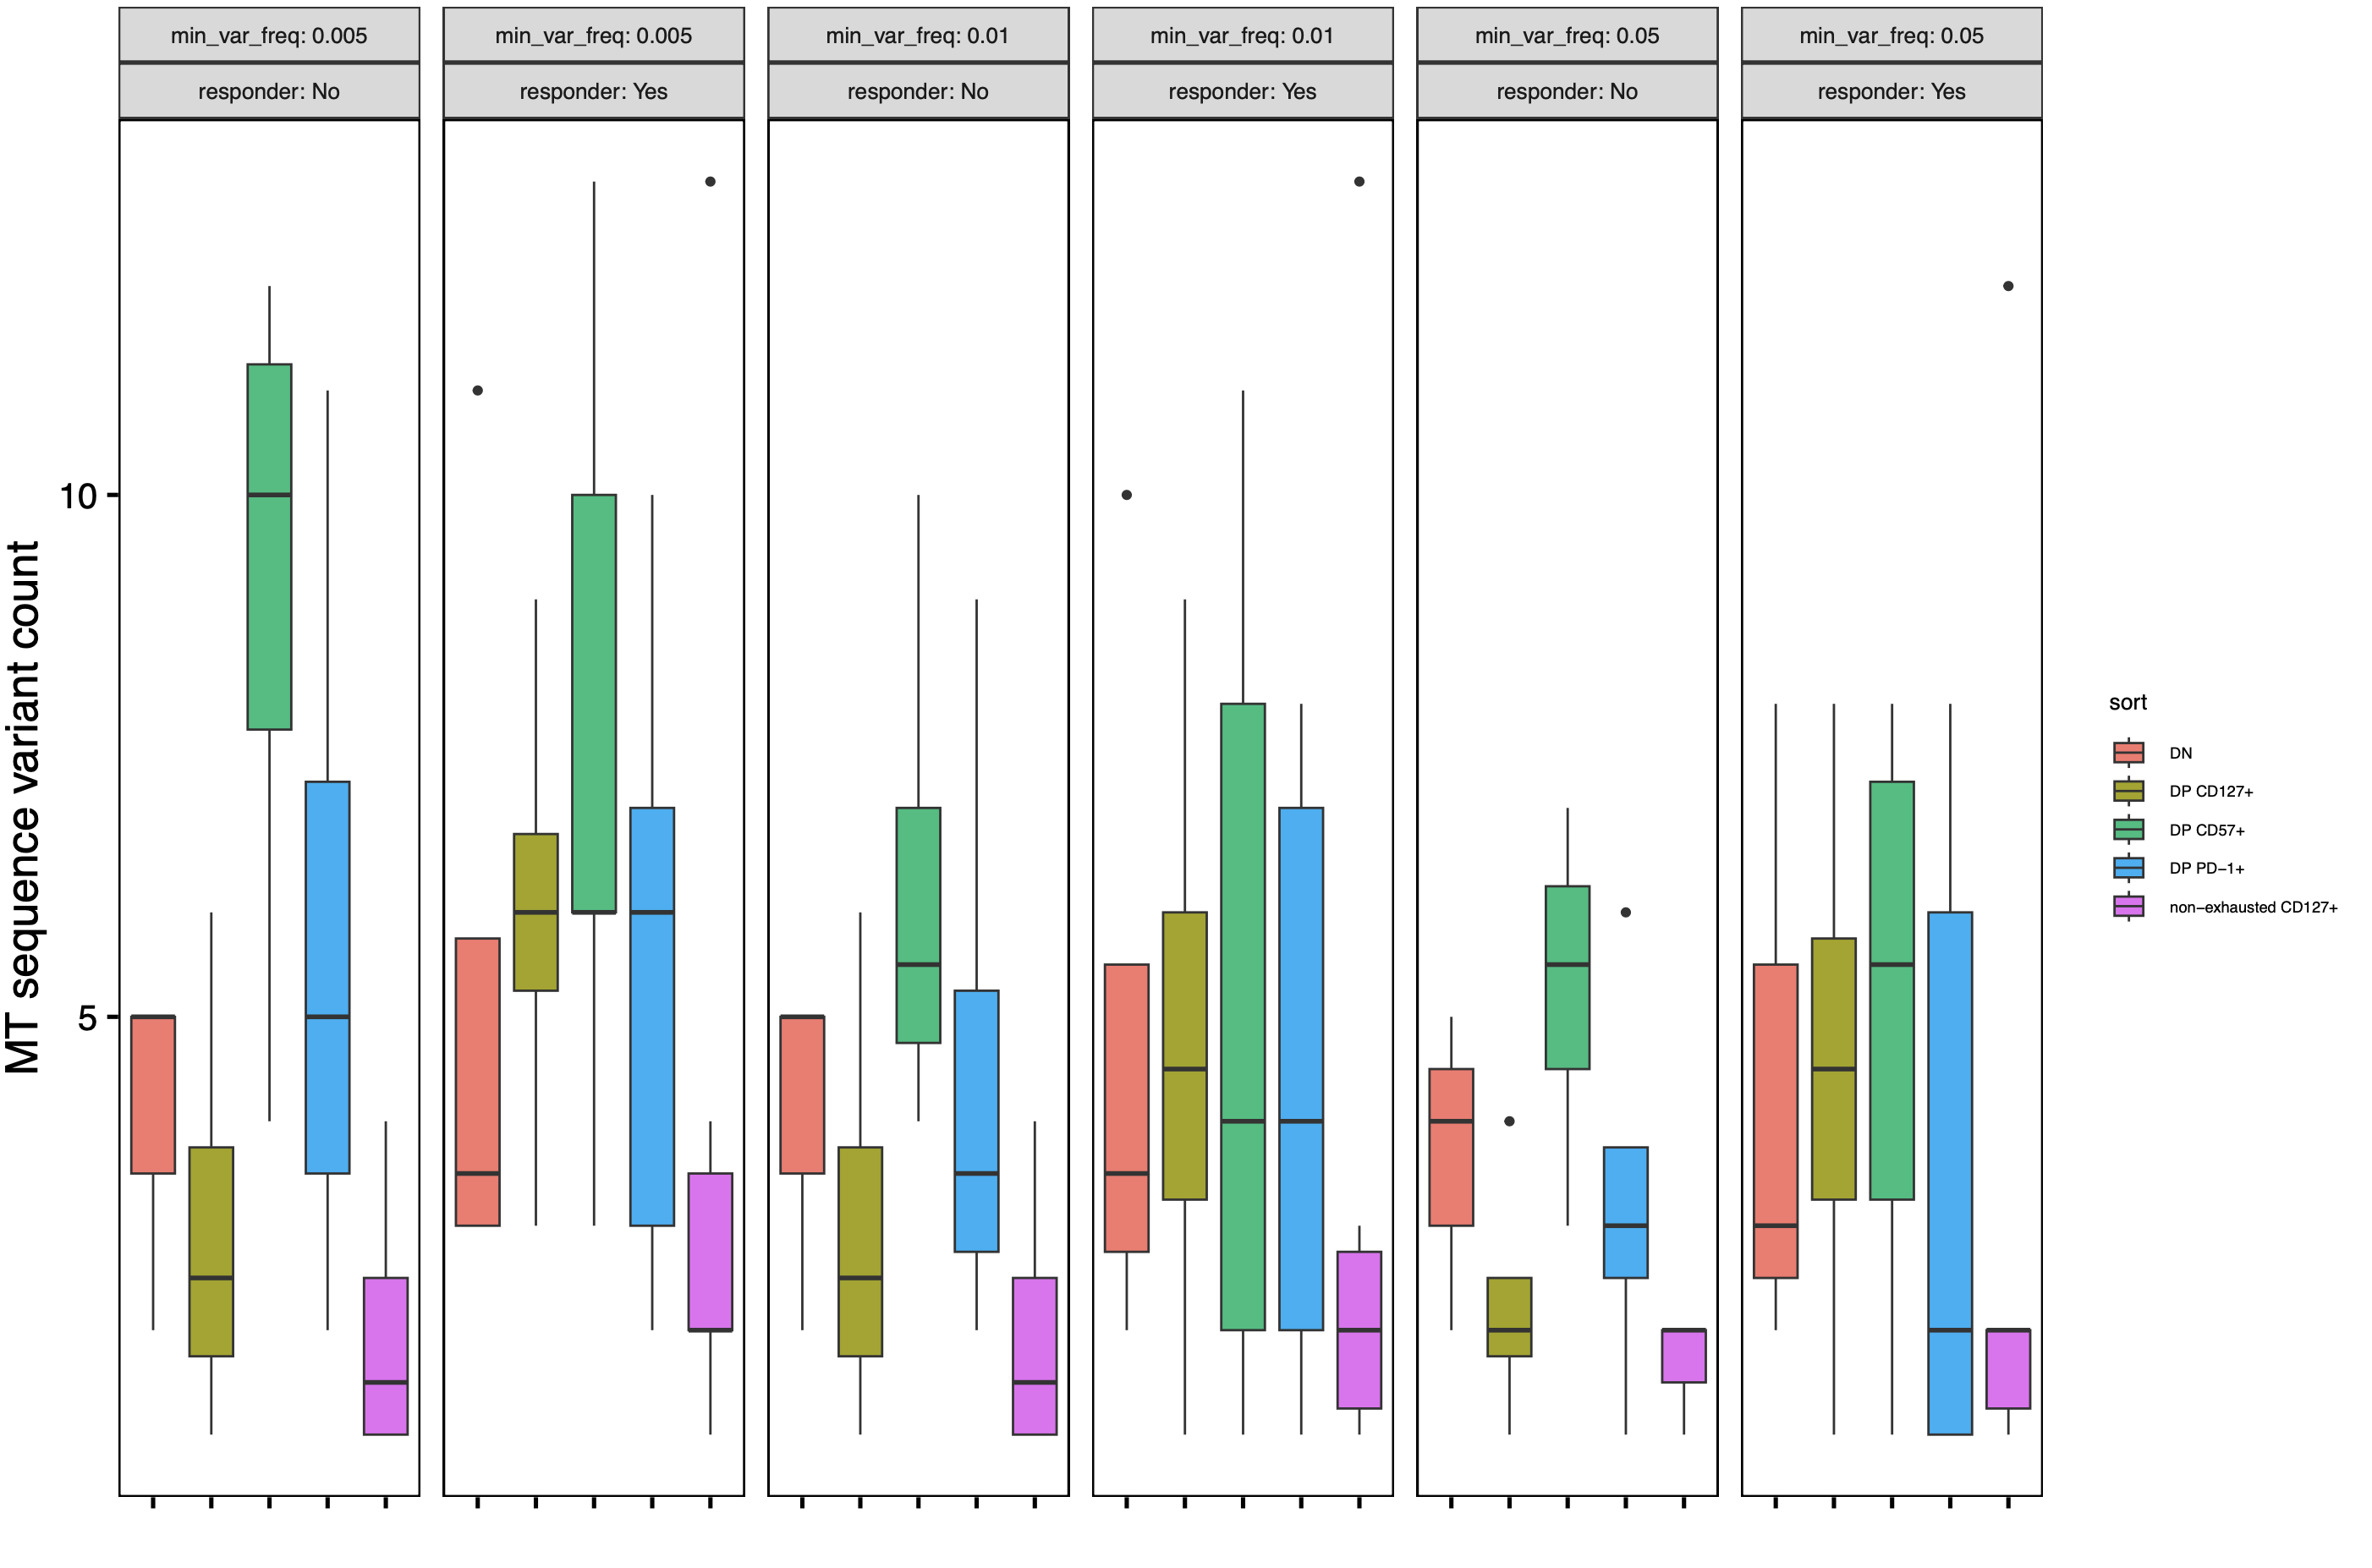 min_var_freq: 0.005
responder: No
min_var_freq: 0.005
responder: Yes
min_var_freq: 0.01
responder: No
min_var_freq: 0.01
responder: Yes
min_var_freq: 0.05
responder: No
min_var_freq: 0.05
responder: Yes
MT sequence variant count
10
5
sort
DN
DP CD127+
DP CD57+
DP PD−1+
non−exhausted CD127+